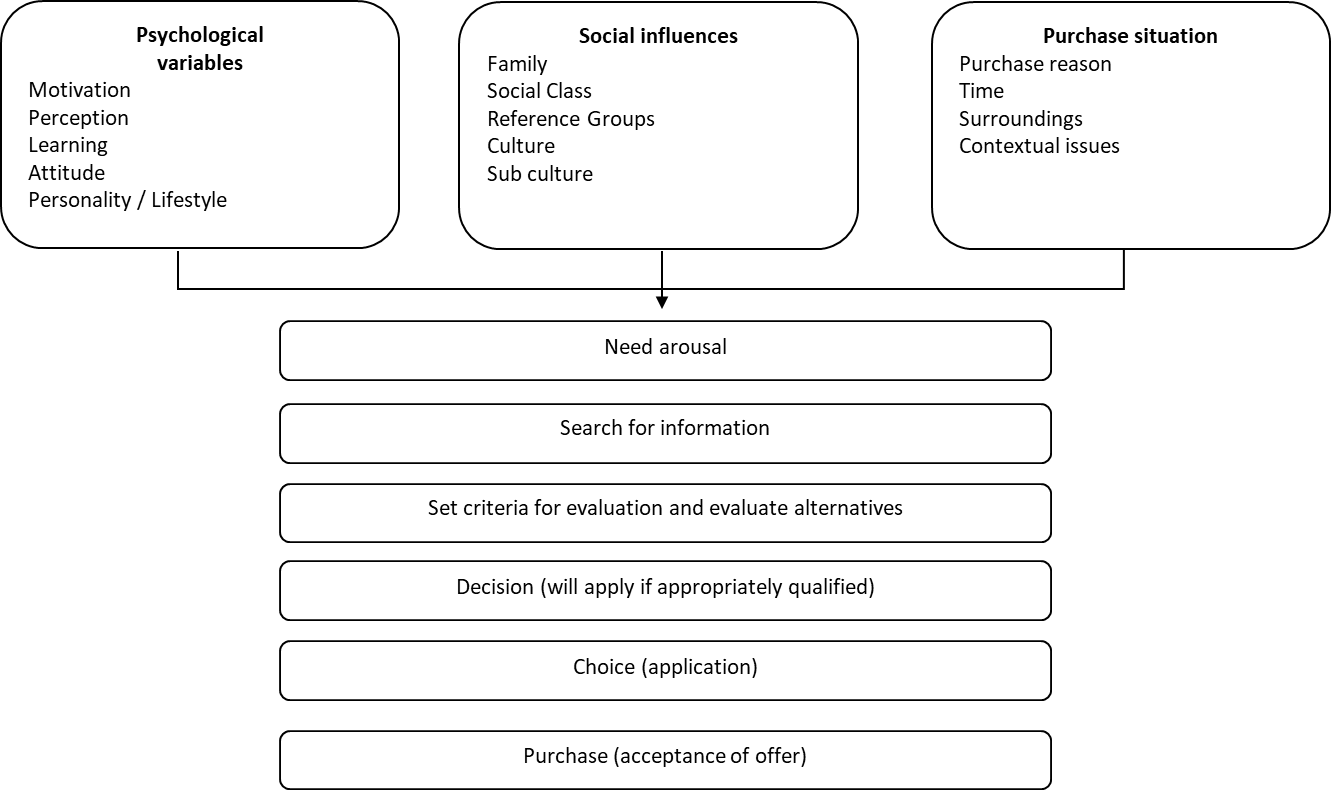 Psychological
variables
Motivation
Perception
Learning
Attitude
Personality / Lifestyle
Social influences
Family
Social Class
Reference Groups
Culture
Sub culture
Purchase situation
Purchase reason
Time
Surroundings
Contextual issues
Need arousal
Search for information
Set criteria for evaluation and evaluate alternatives
Decision (will apply if appropriately qualified)
Choice (application)
Purchase (acceptance of offer)